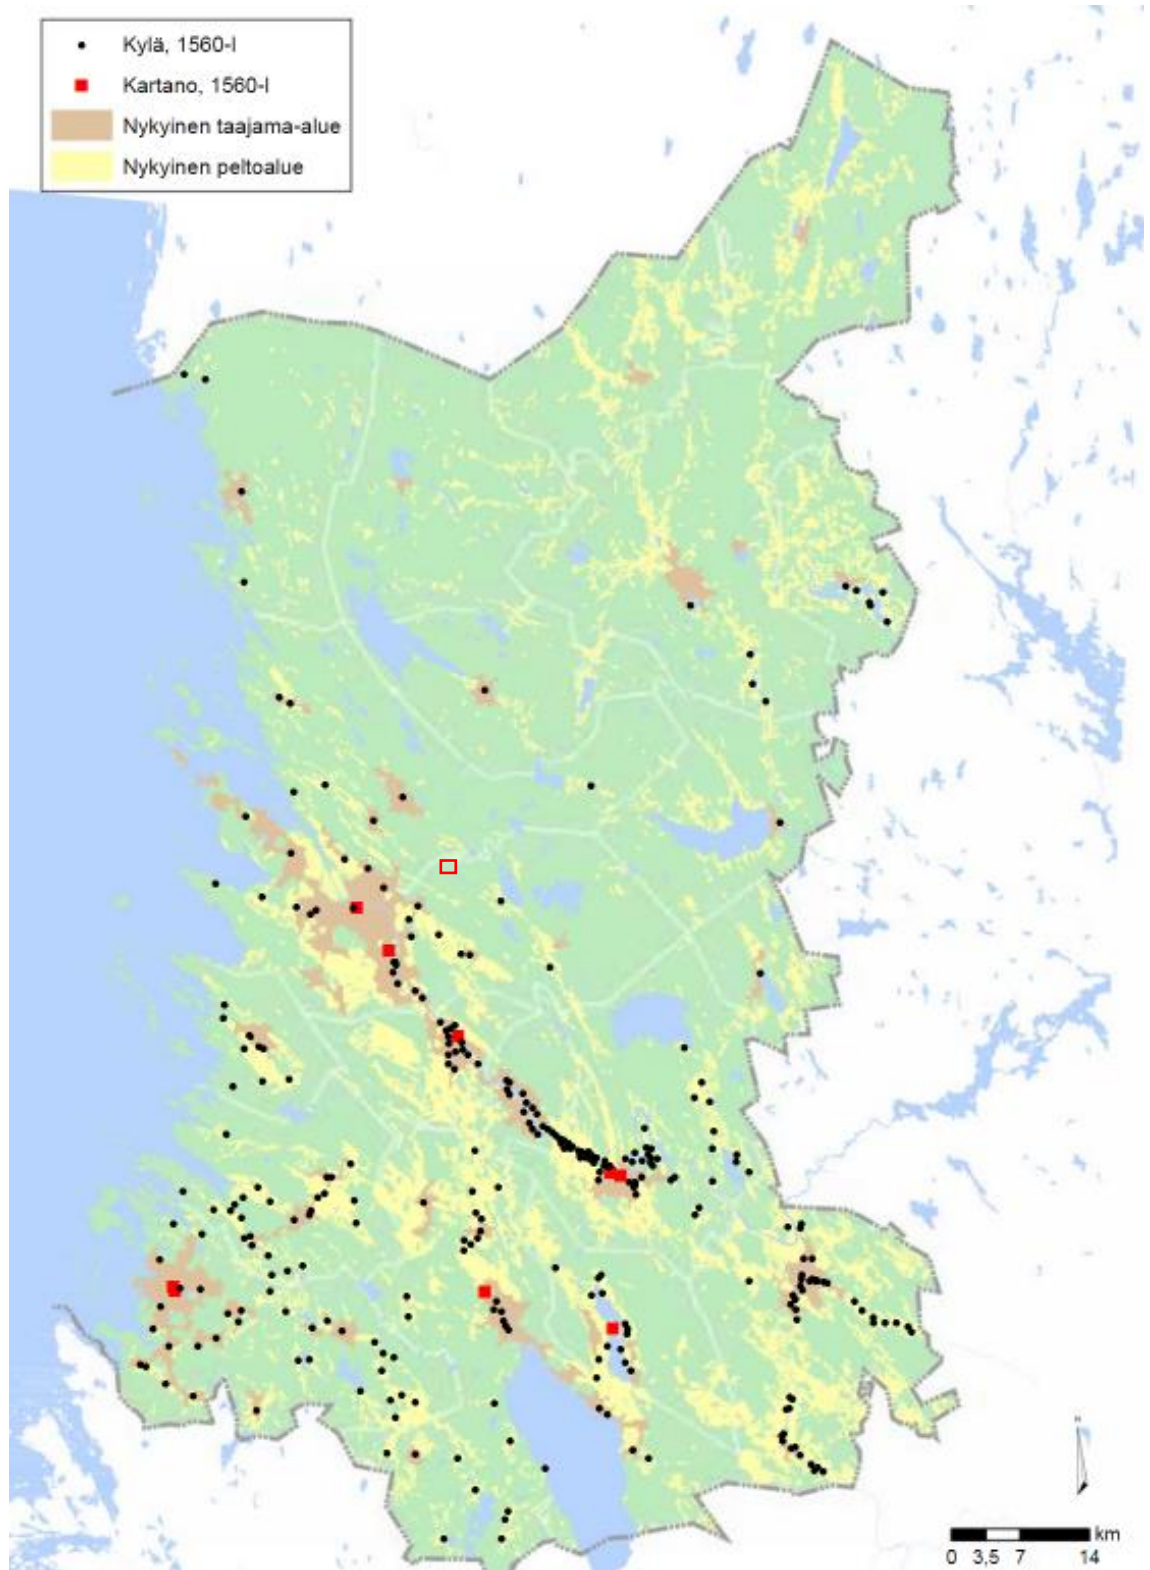 Kylä, 1560-l
Kartano, 1560-l
Nykyinen taajama-alue
Nykyinen peltoalue
km
0 3,5 7 14